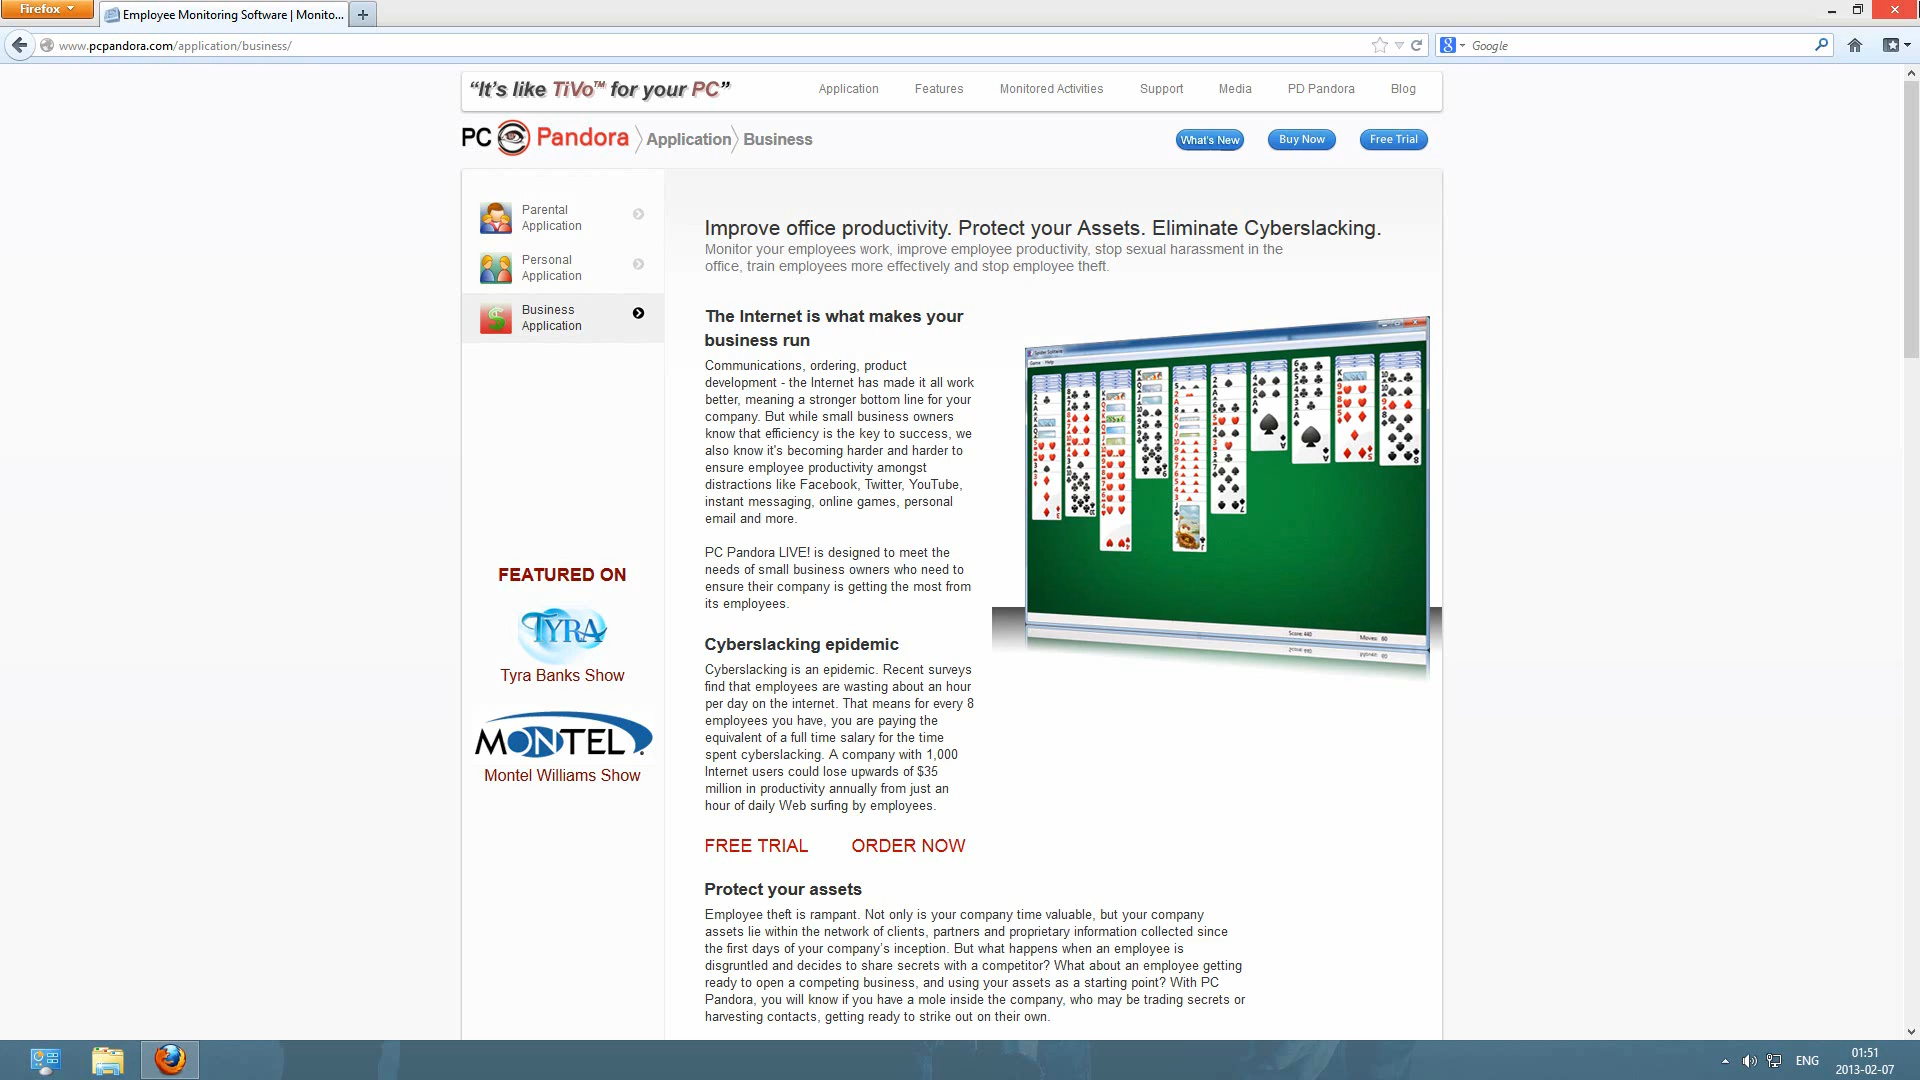 Firefox
Employee Monitoring Software | Monito...
www.pcpandora.com/application/business/
Google
“It's like TiVo™ for your PC”
Application
Features
Monitored Activities
Support
Media
PD Pandora
Blog
PC Pandora
Application
Business
What's New
Buy Now
Free Trial
Parental
Application
Personal
Application
Business
Application
FEATURED ON
TYRA
Tyra Banks Show
MONTEL
Montel Williams Show
Improve office productivity. Protect your Assets. Eliminate Cyberslacking.
Monitor your employees work, improve employee productivity, stop sexual harassment in the
office, train employees more effectively and stop employee theft.
The Internet is what makes your
business run
Communications, ordering, product
development - the Internet has made it all work
better, meaning a stronger bottom line for your
company. But while small business owners
know that efficiency is the key to success, we
also know it's becoming harder and harder to
ensure employee productivity amongst
distractions like Facebook, Twitter, YouTube,
instant messaging, online games, personal
email and more.
PC Pandora LIVE! is designed to meet the
needs of small business owners who need to
ensure their company is getting the most from
its employees.
Cyberslacking epidemic
Cyberslacking is an epidemic. Recent surveys
find that employees are wasting about an hour
per day on the internet. That means for every 8
employees you have, you are paying the
equivalent of a full time salary for the time
spent cyberslacking. A company with 1,000
Internet users could lose upwards of $35
million in productivity annually from just an
hour of daily Web surfing by employees.
FREE TRIAL
ORDER NOW
Spider Solitaire
Game Help
Score: 440
Moves: 60
Protect your assets
Employee theft is rampant. Not only is your company time valuable, but your company
assets lie within the network of clients, partners and proprietary information collected since
the first days of your company's inception. But what happens when an employee is
disgruntled and decides to share secrets with a competitor? What about an employee getting
ready to open a competing business, and using your assets as a starting point? With PC
Pandora, you will know if you have a mole inside the company, who may be trading secrets or
harvesting contacts, getting ready to strike out on their own.
ENG
01:51
2013-02-07